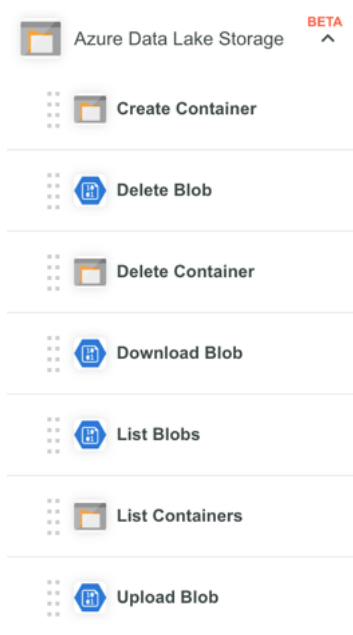 BETA
Azure Data Lake Storage
Create Container
Delete Blob
Delete Container
Download Blob
List Blobs
List Containers
Upload Blob